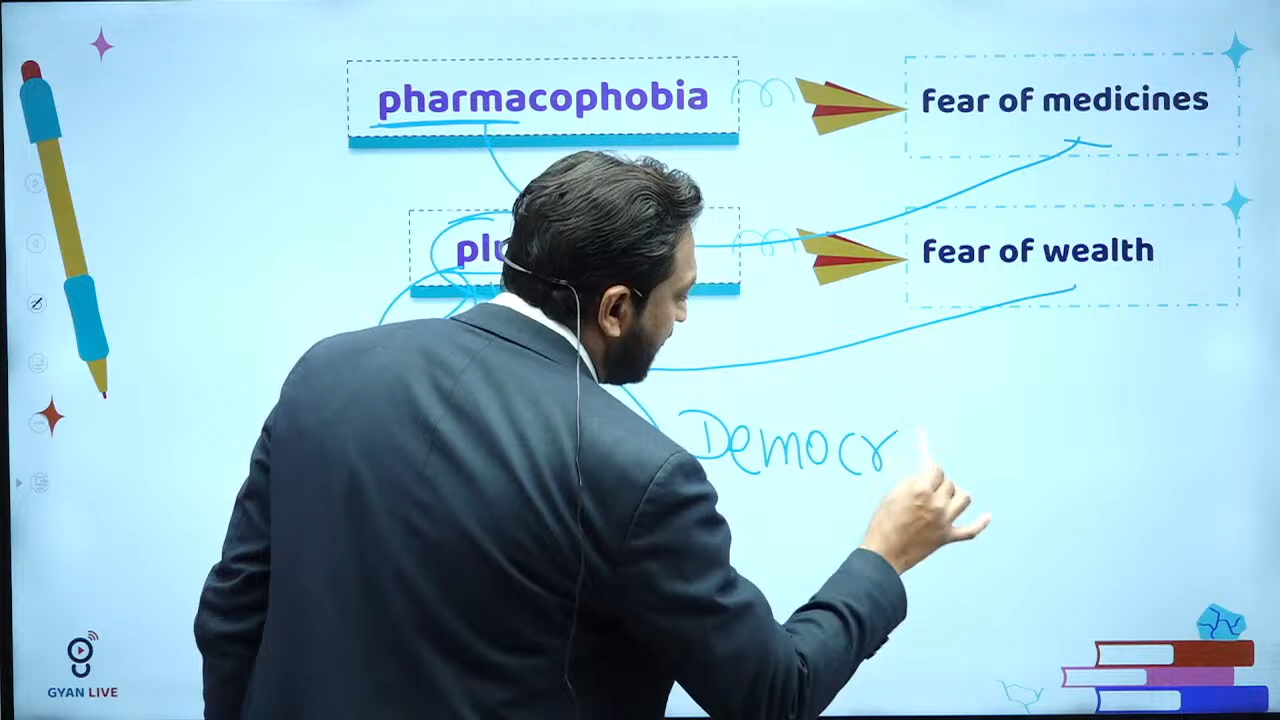 pharmacophobia
fear of medicines
plu
fear of wealth
Democr
GYAN LIVE